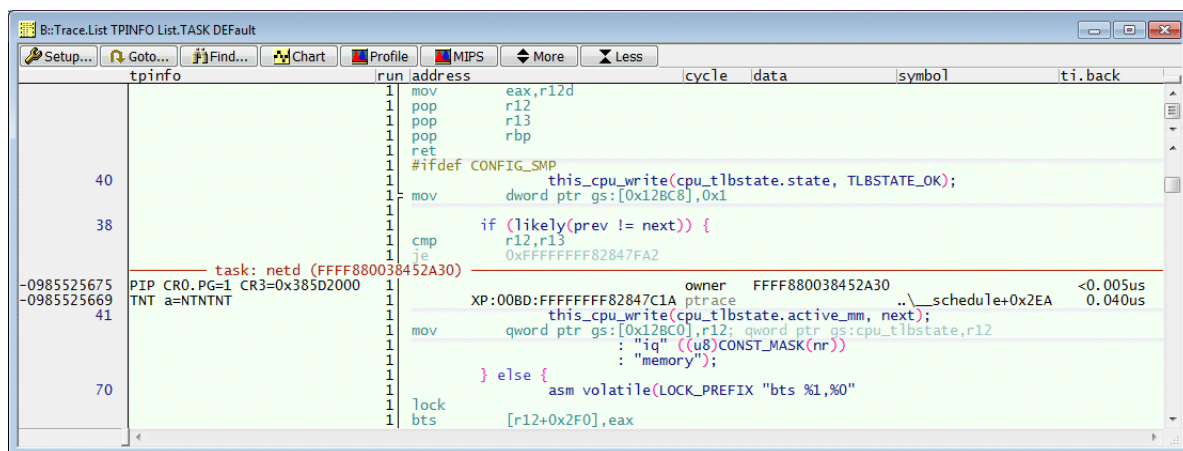 B::Trace.List TPINFO List.TASK DEFault
Setup... Goto... Find... Chart Profile MIPS More Less
tpinfo run address cycle data symbol ti.back
1 mov eax,r12d
1 pop r12
1 pop r13
1 pop rbp
1 ret
1 #ifdef CONFIG_SMP
40 1 this_cpu_write(cpu_tlbstate.state, TLBSTATE_OK);
1 mov dword ptr gs:[0x12BC8],0x1
1
38 1 if (likely(prev != next)) {
1 cmp r12,r13
1 je 0xFFFFFFFF82847FA2
task: netd (FFFF880038452A30)
-0985525675 PIP CR0.PG=1 CR3=0x385D2000 1 owner FFFF880038452A30 <0.005us
-0985525669 TNT a=NTNTNT 1 XP:00BD:FFFFFFFF82847C1A ptrace ..\__schedule+0x2EA 0.040us
41 1 this_cpu_write(cpu_tlbstate.active_mm, next);
1 mov qword ptr gs:[0x12BC0],r12; qword ptr gs:cpu_tlbstate,r12
1 : "iq" ((u8)CONST_MASK(nr))
1 : "memory");
1 } else {
70 1 asm volatile(LOCK_PREFIX "bts %1,%0"
1 lock
1 bts [r12+0x2F0],eax